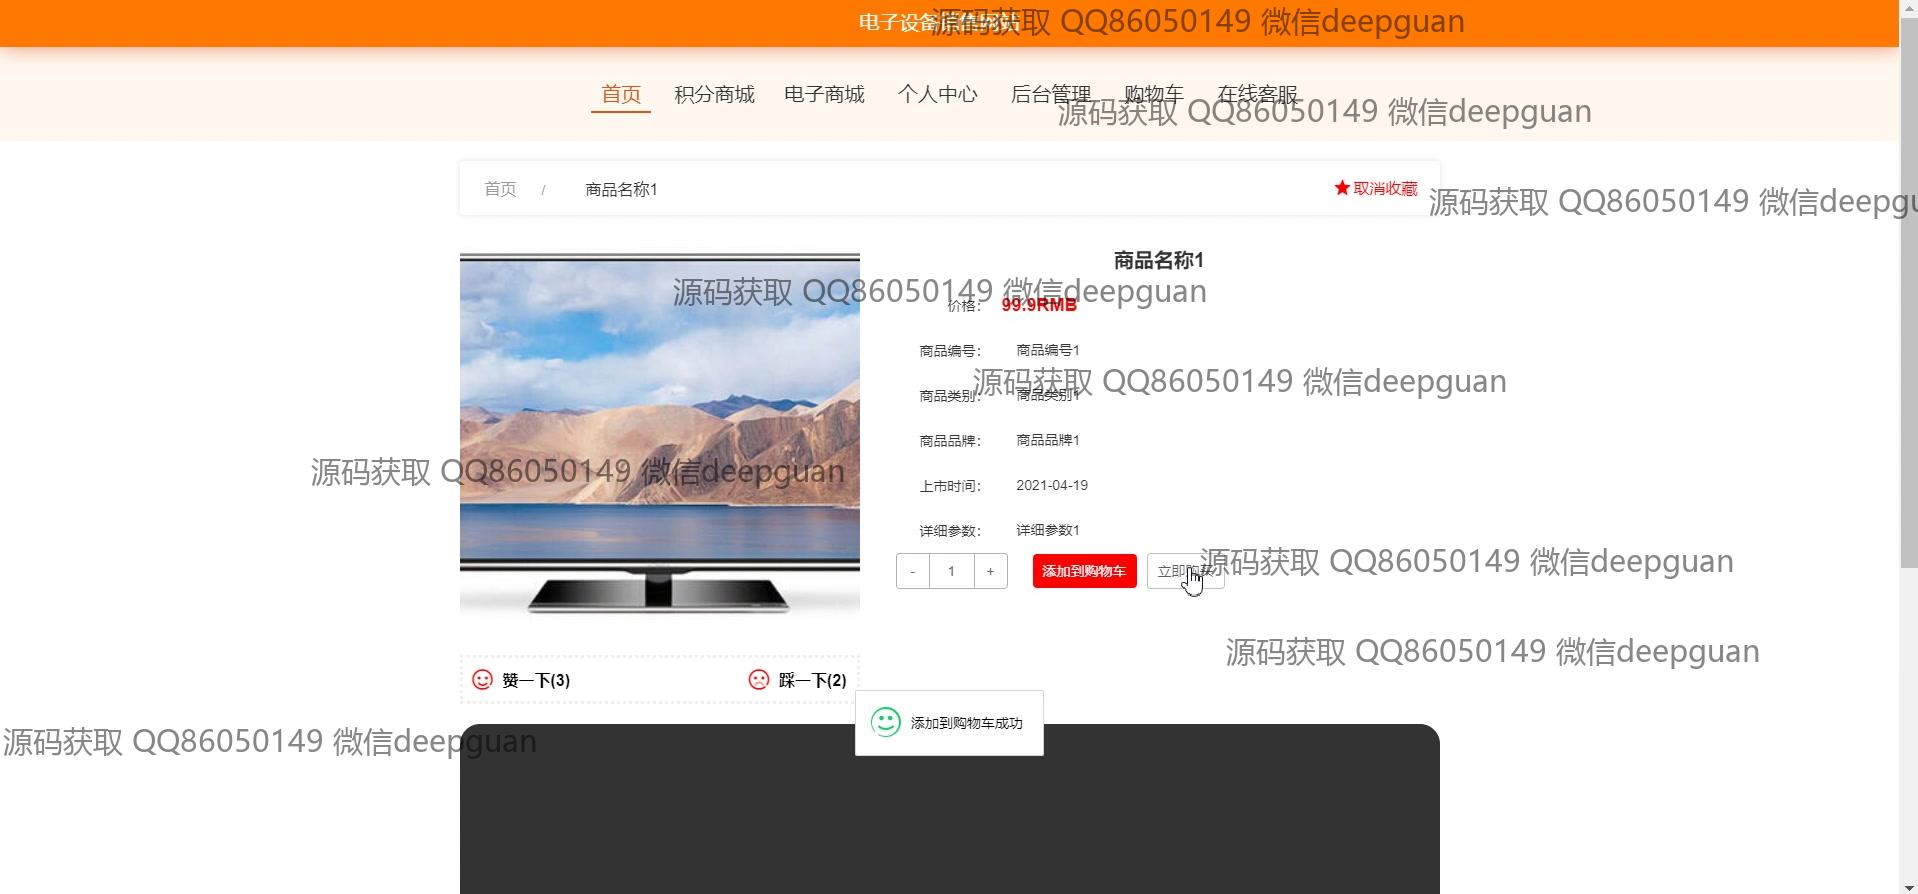 电子设备销售网站
源码获取 QQ86050149 微信deepguan
首页 积分商城 电子商城 个人中心 后台管理 购物车 在线客服
源码获取 QQ86050149 微信deepguan
首页 / 商品名称1 取消收藏
源码获取 QQ86050149 微信deepgu
商品名称1
源码获取 QQ86050149 微信deepguan
价格: 99.9RMB
商品编号: 商品编号1
源码获取 QQ86050149 微信deepguan
商品类别: 商品类别1
商品品牌: 商品品牌1
源码获取 QQ86050149 微信deepguan
上市时间: 2021-04-19
详细参数: 详细参数1
- 1 + 添加到购物车 立即购买
源码获取 QQ86050149 微信deepguan
源码获取 QQ86050149 微信deepguan
赞一下(3) 踩一下(2)
添加到购物车成功
源码获取 QQ86050149 微信deepguan